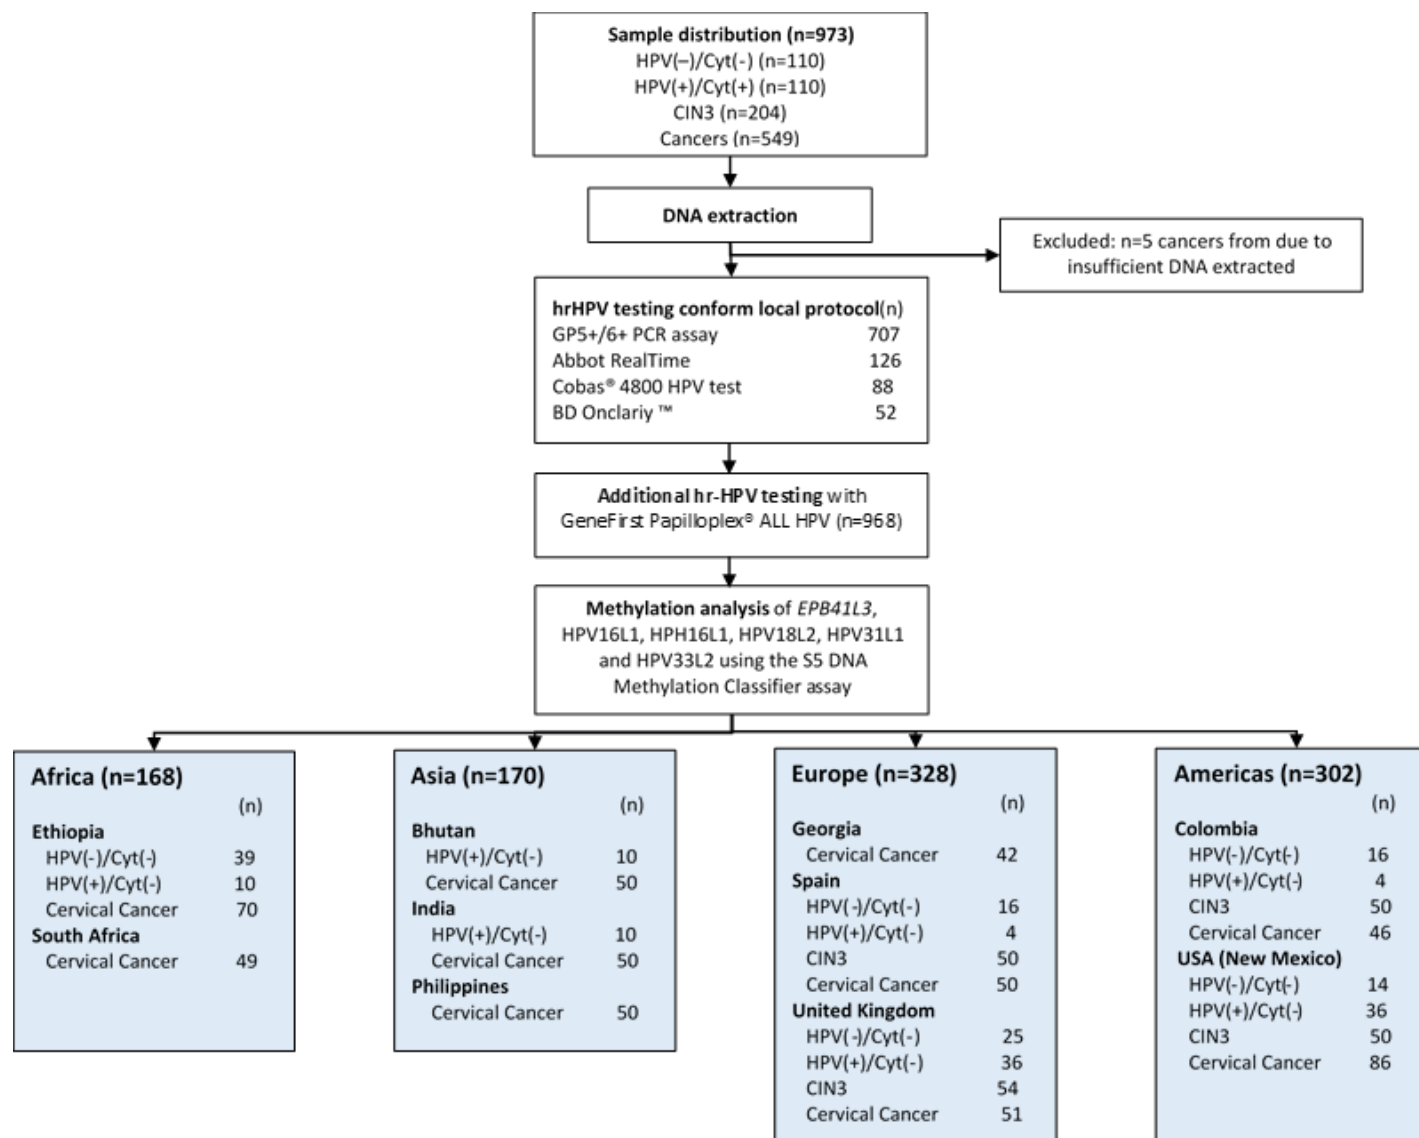 Sample distribution (n=973)
HPV(–)/Cyt(-) (n=110)
HPV(+)/Cyt(+) (n=110)
CIN3 (n=204)
Cancers (n=549)
DNA extraction
Excluded: n=5 cancers from due to
insufficient DNA extracted
hrHPV testing conform local protocol(n)
GP5+/6+ PCR assay 707
Abbot RealTime 126
Cobas® 4800 HPV test 88
BD Onclariy ™ 52
Additional hr-HPV testing with
GeneFirst Papilloplex® ALL HPV (n=968)
Methylation analysis of EPB41L3,
HPV16L1, HPH16L1, HPV18L2, HPV31L1
and HPV33L2 using the S5 DNA
Methylation Classifier assay
Africa (n=168)
(n)
Ethiopia
HPV(-)/Cyt(-) 39
HPV(+)/Cyt(-) 10
Cervical Cancer 70
South Africa
Cervical Cancer 49
Asia (n=170)
(n)
Bhutan
HPV(+)/Cyt(-) 10
Cervical Cancer 50
India
HPV(+)/Cyt(-) 10
Cervical Cancer 50
Philippines
Cervical Cancer 50
Europe (n=328)
(n)
Georgia
Cervical Cancer 42
Spain
HPV(-)/Cyt(-) 16
HPV(+)/Cyt(-) 4
CIN3 50
Cervical Cancer 50
United Kingdom
HPV(-)/Cyt(-) 25
HPV(+)/Cyt(-) 36
CIN3 54
Cervical Cancer 51
Americas (n=302)
(n)
Colombia
HPV(-)/Cyt(-) 16
HPV(+)/Cyt(-) 4
CIN3 50
Cervical Cancer 46
USA (New Mexico)
HPV(-)/Cyt(-) 14
HPV(+)/Cyt(-) 36
CIN3 50
Cervical Cancer 86